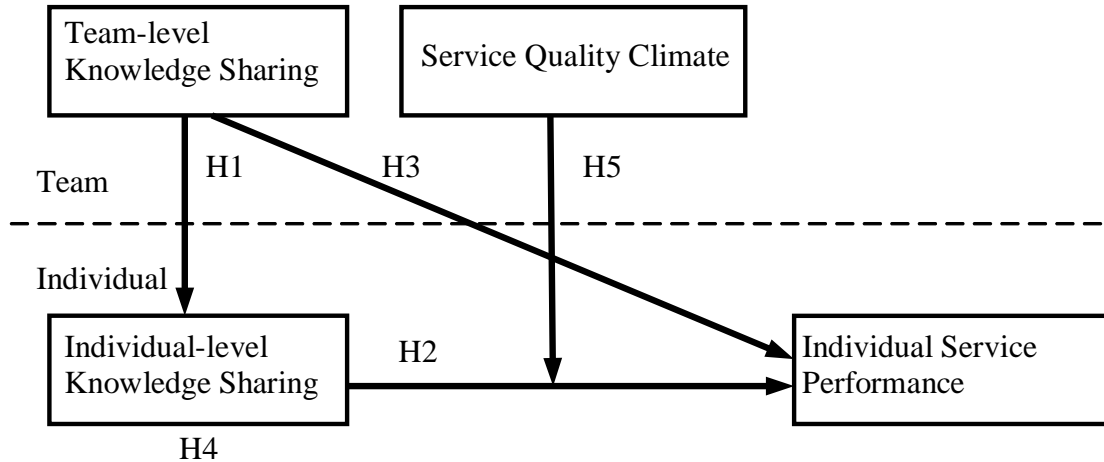 Team-level
Knowledge Sharing
Service Quality Climate
H1
H3
H5
Team
Individual
Individual-level
Knowledge Sharing
H2
Individual Service
Performance
H4